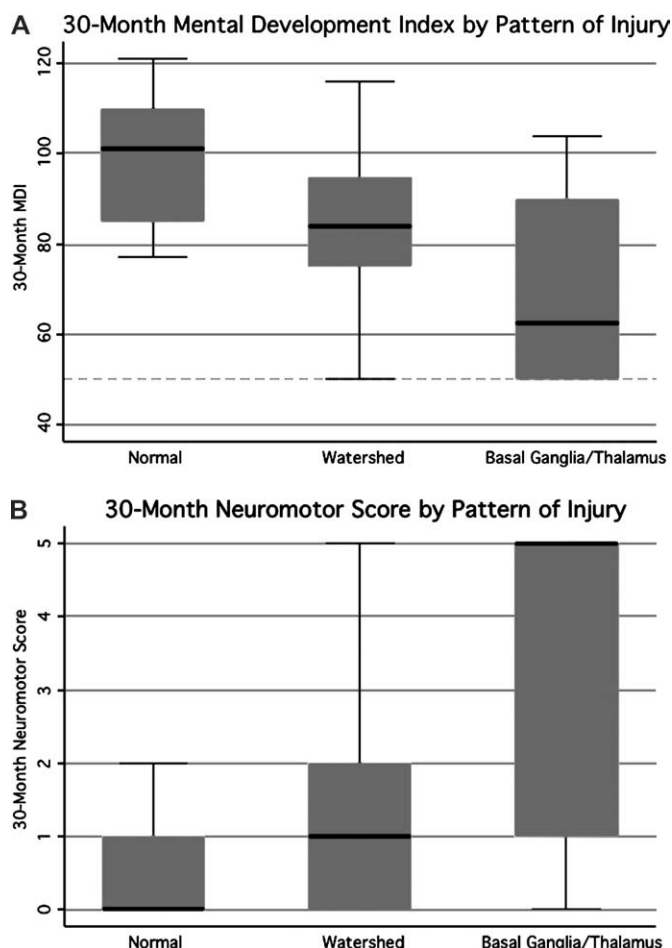 A 30-Month Mental Development Index by Pattern of Injury
120
100
80
60
40
30-Month MDI
Normal Watershed Basal Ganglia/Thalamus
B 30-Month Neuromotor Score by Pattern of Injury
5
4
3
2
1
0
30-Month Neuromotor Score
Normal Watershed Basal Ganglia/Thalamus